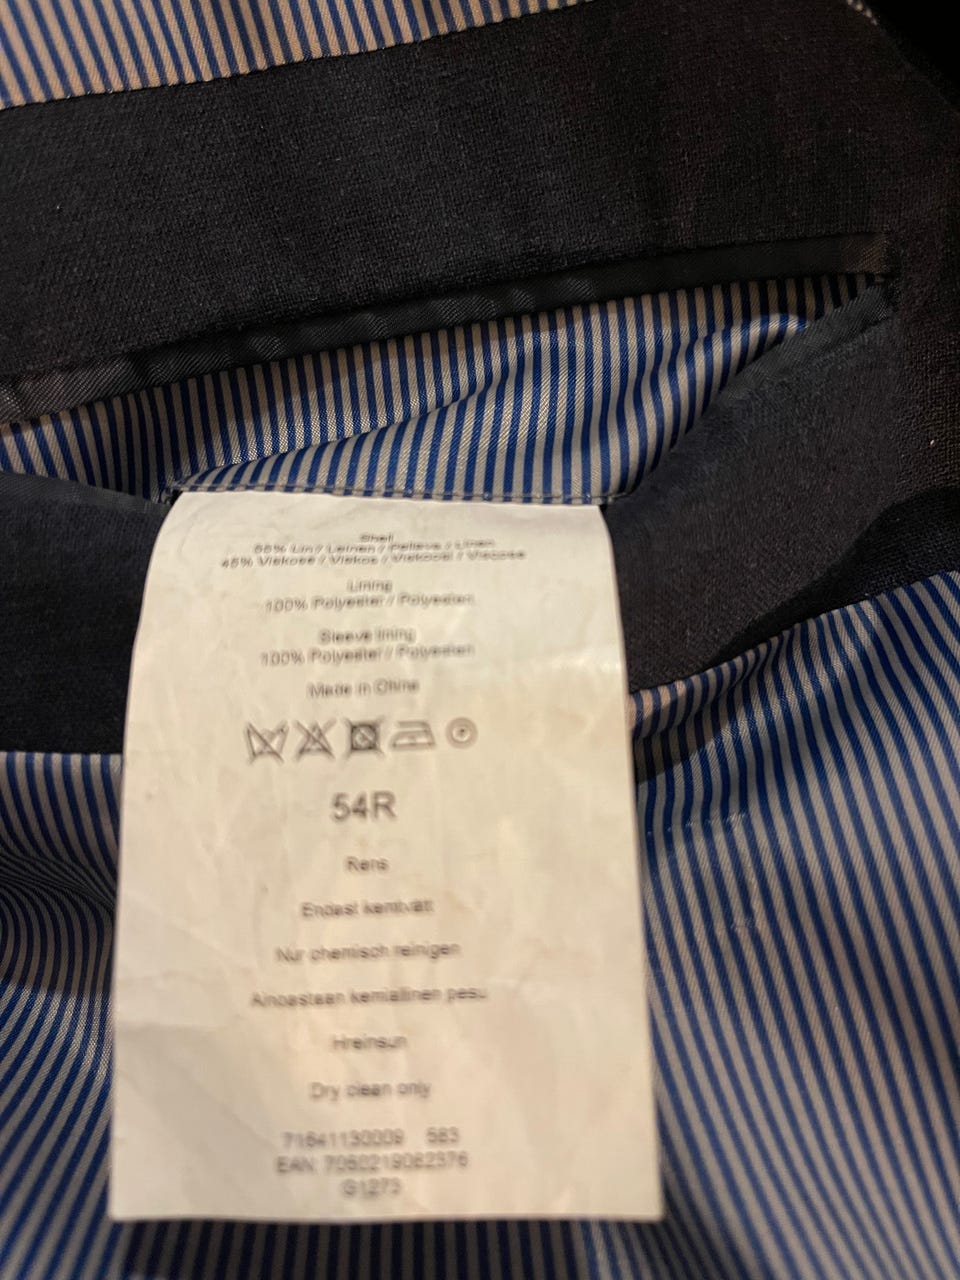 Shell
55% Lin / Leinen / Pellava / Linen
45% Viskose / Viskos / Viskoosi / Viscose
Lining
100% Polyester / Polyesteri
Sleeve lining
100% Polyester / Polyesteri
Made in China
54R
Rens
Endast kemtvätt
Nur chemisch reinigen
Ainoastaan kemiallinen pesu
Hreinsun
Dry clean only
71641130009 583
EAN: 7050219082376
G1273